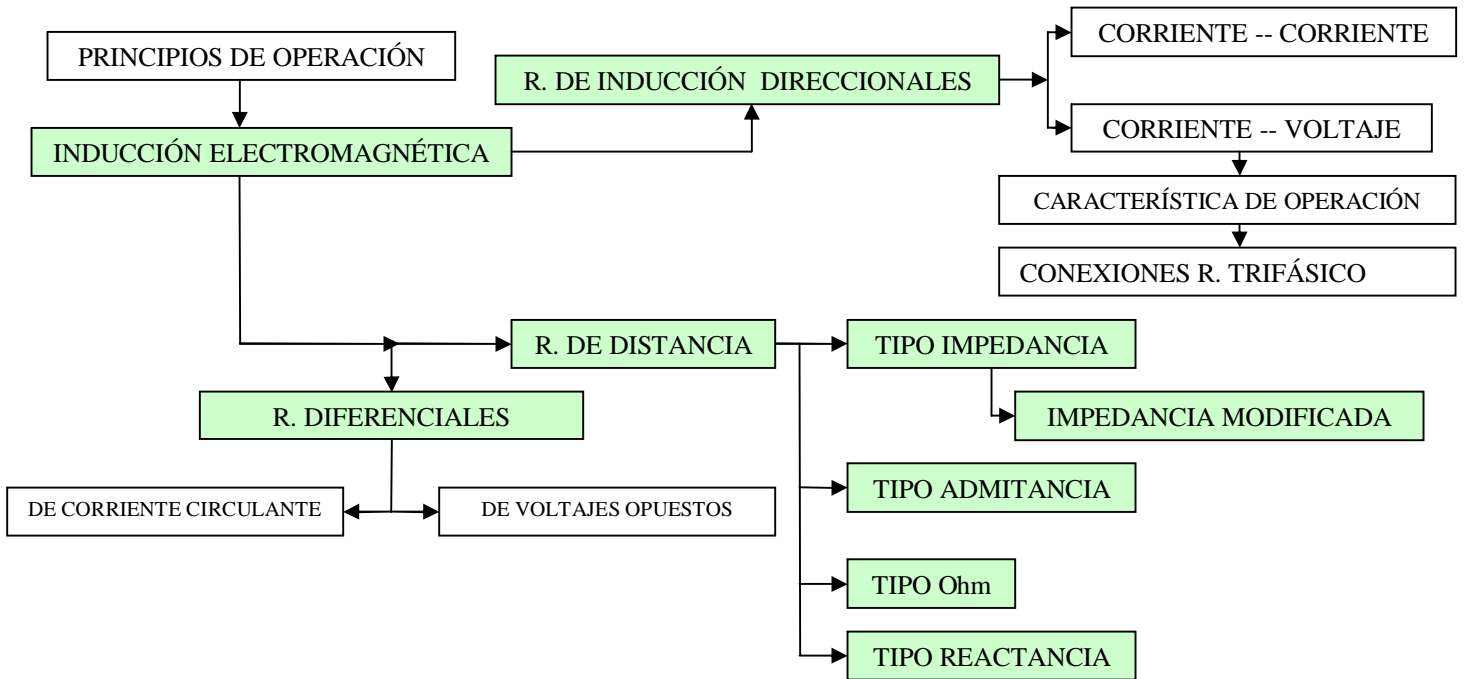 PRINCIPIOS DE OPERACIÓN
INDUCCIÓN ELECTROMAGNÉTICA
R. DE INDUCCIÓN DIRECCIONALES
CORRIENTE -- CORRIENTE
CORRIENTE -- VOLTAJE
CARACTERÍSTICA DE OPERACIÓN
CONEXIONES R. TRIFÁSICO
R. DE DISTANCIA
TIPO IMPEDANCIA
IMPEDANCIA MODIFICADA
TIPO ADMITANCIA
TIPO Ohm
TIPO REACTANCIA
R. DIFERENCIALES
DE CORRIENTE CIRCULANTE
DE VOLTAJES OPUESTOS